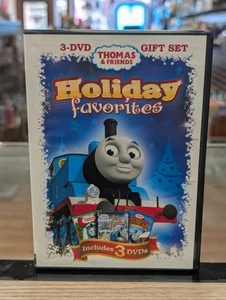 3-DVD GIFT SET
THOMAS
& FRIENDS
Holiday
favorites
Includes 3 DVDs